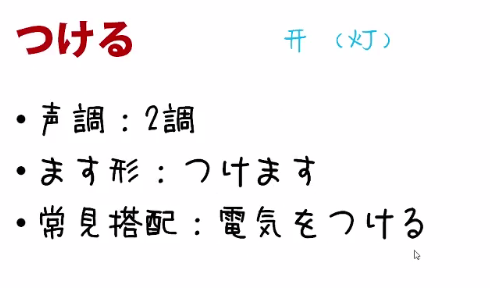 つける 开（灯）
• 声調：2調
• ます形：つけます
• 常見搭配：電気をつける